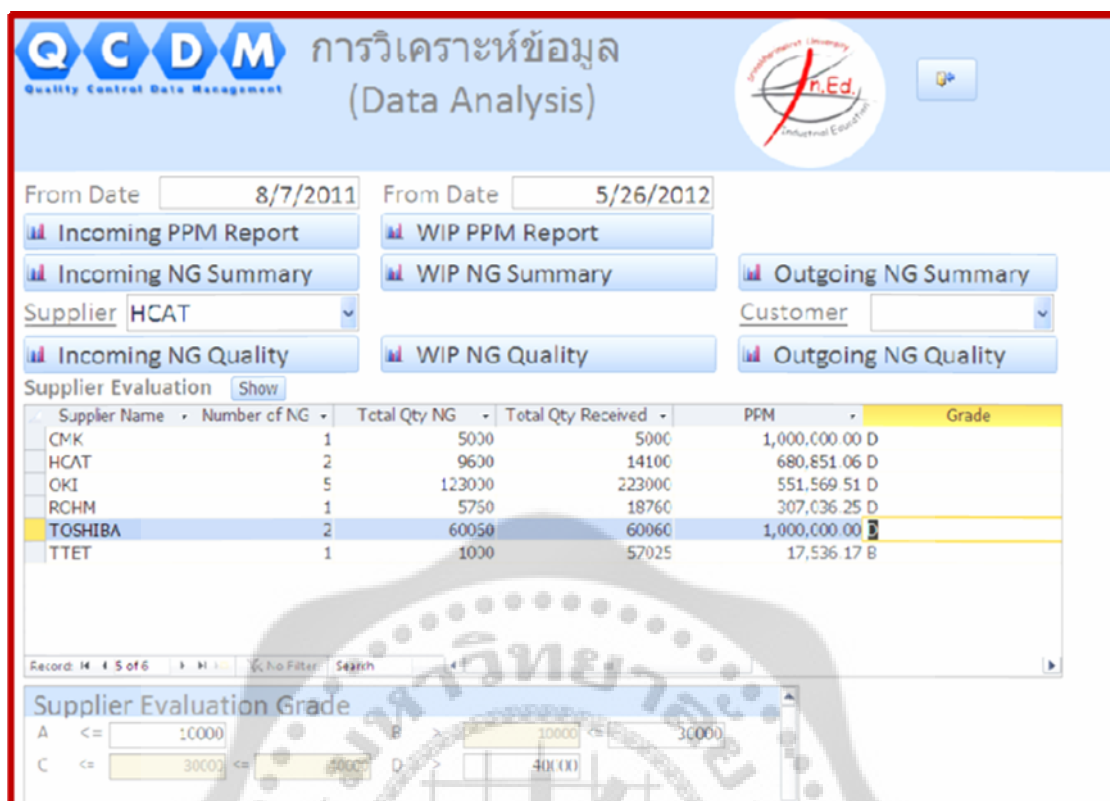 QCDM การวิเคราะห์ข้อมูล
Quality Control Data Management
(Data Analysis)
In.Ed.
Industrial Education
From Date 8/7/2011 From Date 5/26/2012
Incoming PPM Report WIP PPM Report
Incoming NG Summary WIP NG Summary Outgoing NG Summary
Supplier HCAT Customer
Incoming NG Quality WIP NG Quality Outgoing NG Quality
Supplier Evaluation Show
Supplier Name Number of NG Total Qty NG Total Qty Received PPM Grade
CMK 1 5000 5000 1,000,000.00 D
HCAT 2 9600 14100 680,851.06 D
OKI 5 123000 223000 551,569.51 D
ROHM 1 5760 18760 307,036.25 D
TOSHIBA 2 60060 60060 1,000,000.00 D
TTET 1 1000 57025 17,536.17 B
Record: 5 of 6 No Filter Search
Supplier Evaluation Grade
A <= 10000 B > 10000 <= 30000
C <= 30000 <= 40000 D > 40000